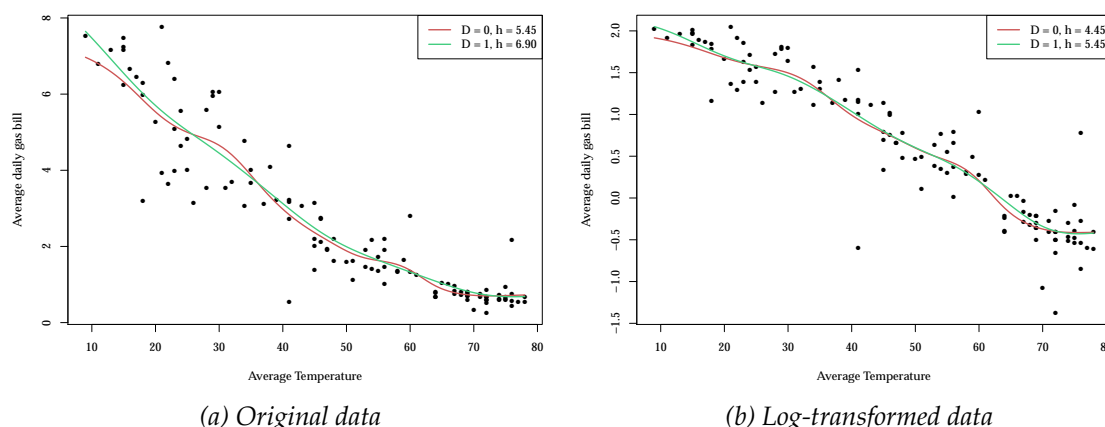 D = 0, h = 5.45
D = 1, h = 6.90
Average daily gas bill
8
6
4
2
0
10 20 30 40 50 60 70 80
Average Temperature
(a) Original data
D = 0, h = 4.45
D = 1, h = 5.45
Average daily gas bill
2.0
1.5
1.0
0.5
0.0
−0.5
−1.0
−1.5
10 20 30 40 50 60 70 80
Average Temperature
(b) Log-transformed data